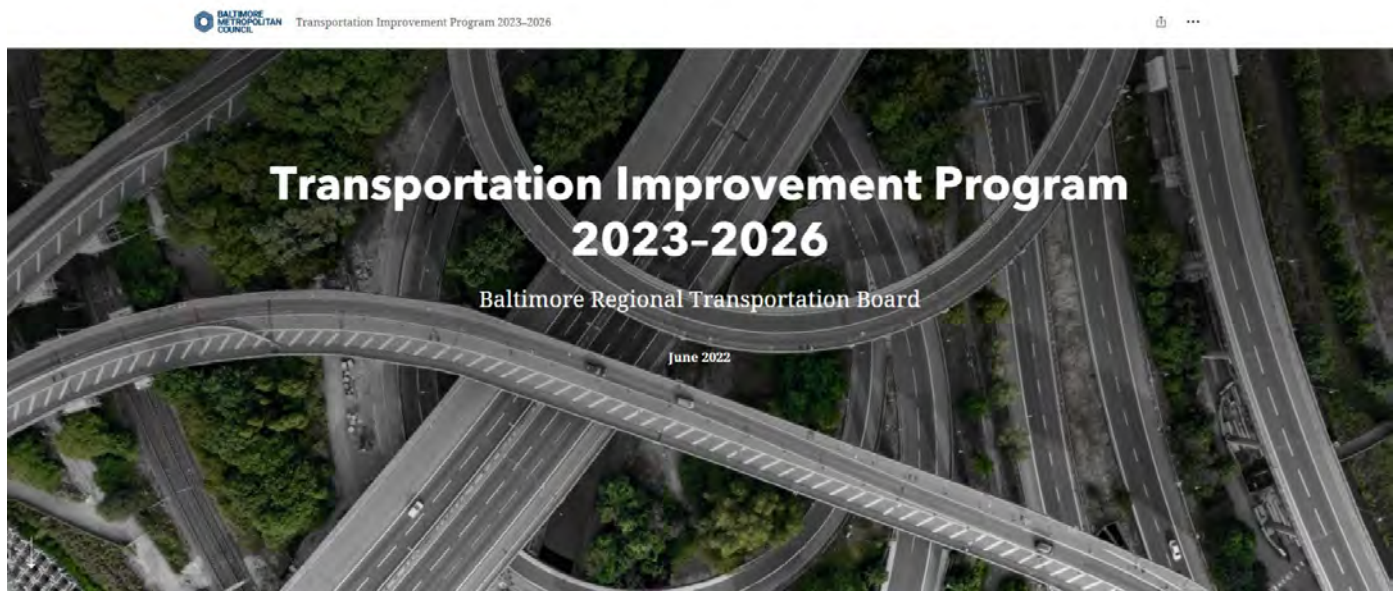 BALTIMORE
METROPOLITAN
COUNCIL
Transportation Improvement Program 2023–2026
Transportation Improvement Program
2023–2026
Baltimore Regional Transportation Board
June 2022